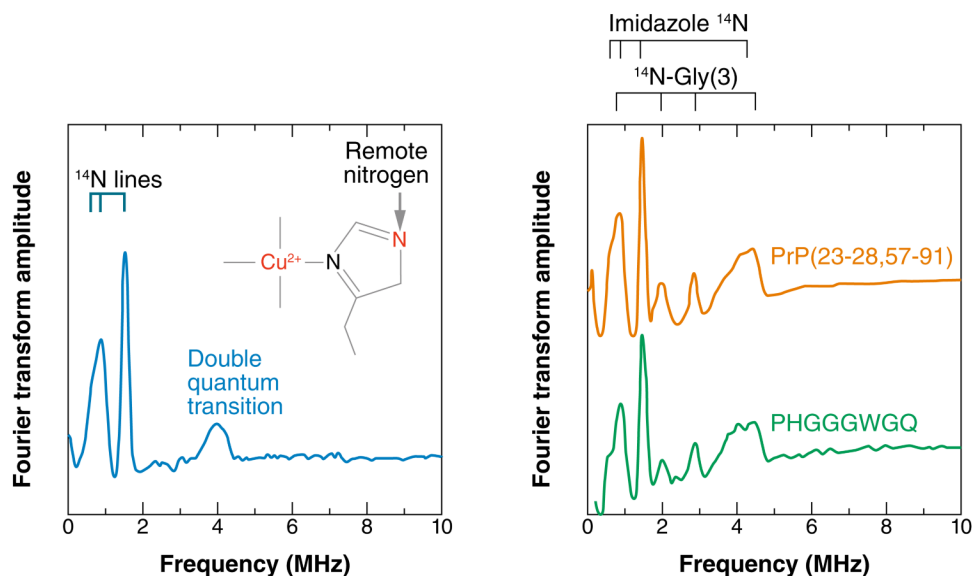 Fourier transform amplitude
¹⁴N lines
Remote
nitrogen
N
Cu²⁺
N
Double
quantum
transition
0 2 4 6 8 10
Frequency (MHz)
Imidazole ¹⁴N
¹⁴N-Gly(3)
Fourier transform amplitude
PrP(23-28,57-91)
PHGGGWGQ
0 2 4 6 8 10
Frequency (MHz)